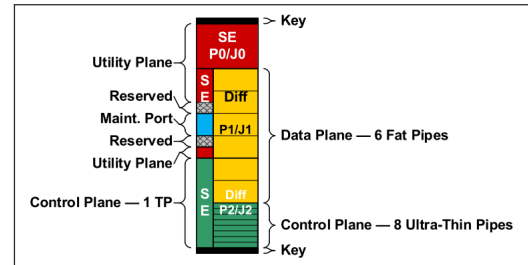 Key
SE
P0/J0
Utility Plane
S
E
Diff
Reserved
Maint. Port
P1/J1
Data Plane — 6 Fat Pipes
Reserved
Utility Plane
S
E
Control Plane — 1 TP
Diff
P2/J2
Control Plane — 8 Ultra-Thin Pipes
Key